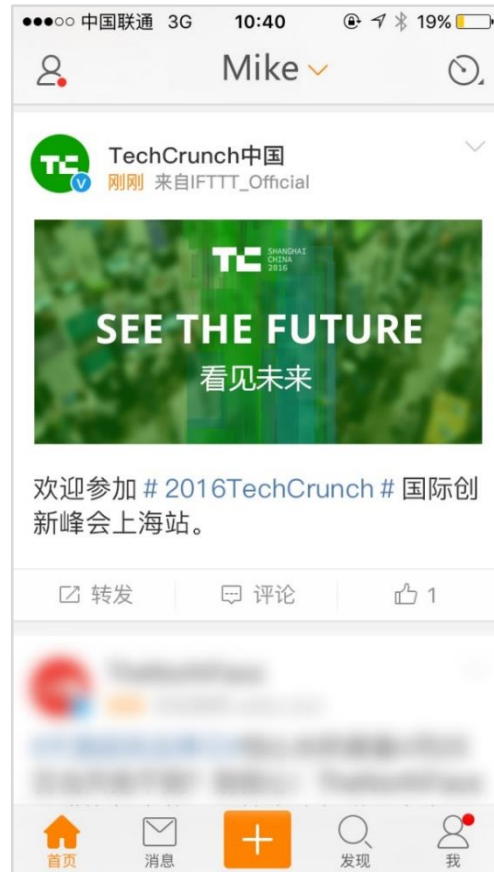 中国联通 3G 10:40 19%
Mike
TechCrunch中国
刚刚 来自IFTTT_Official
TC SHANGHAI
CHINA
2016
SEE THE FUTURE
看见未来
欢迎参加 # 2016TechCrunch # 国际创
新峰会上海站。
转发 评论 1
首页 消息 发现 我